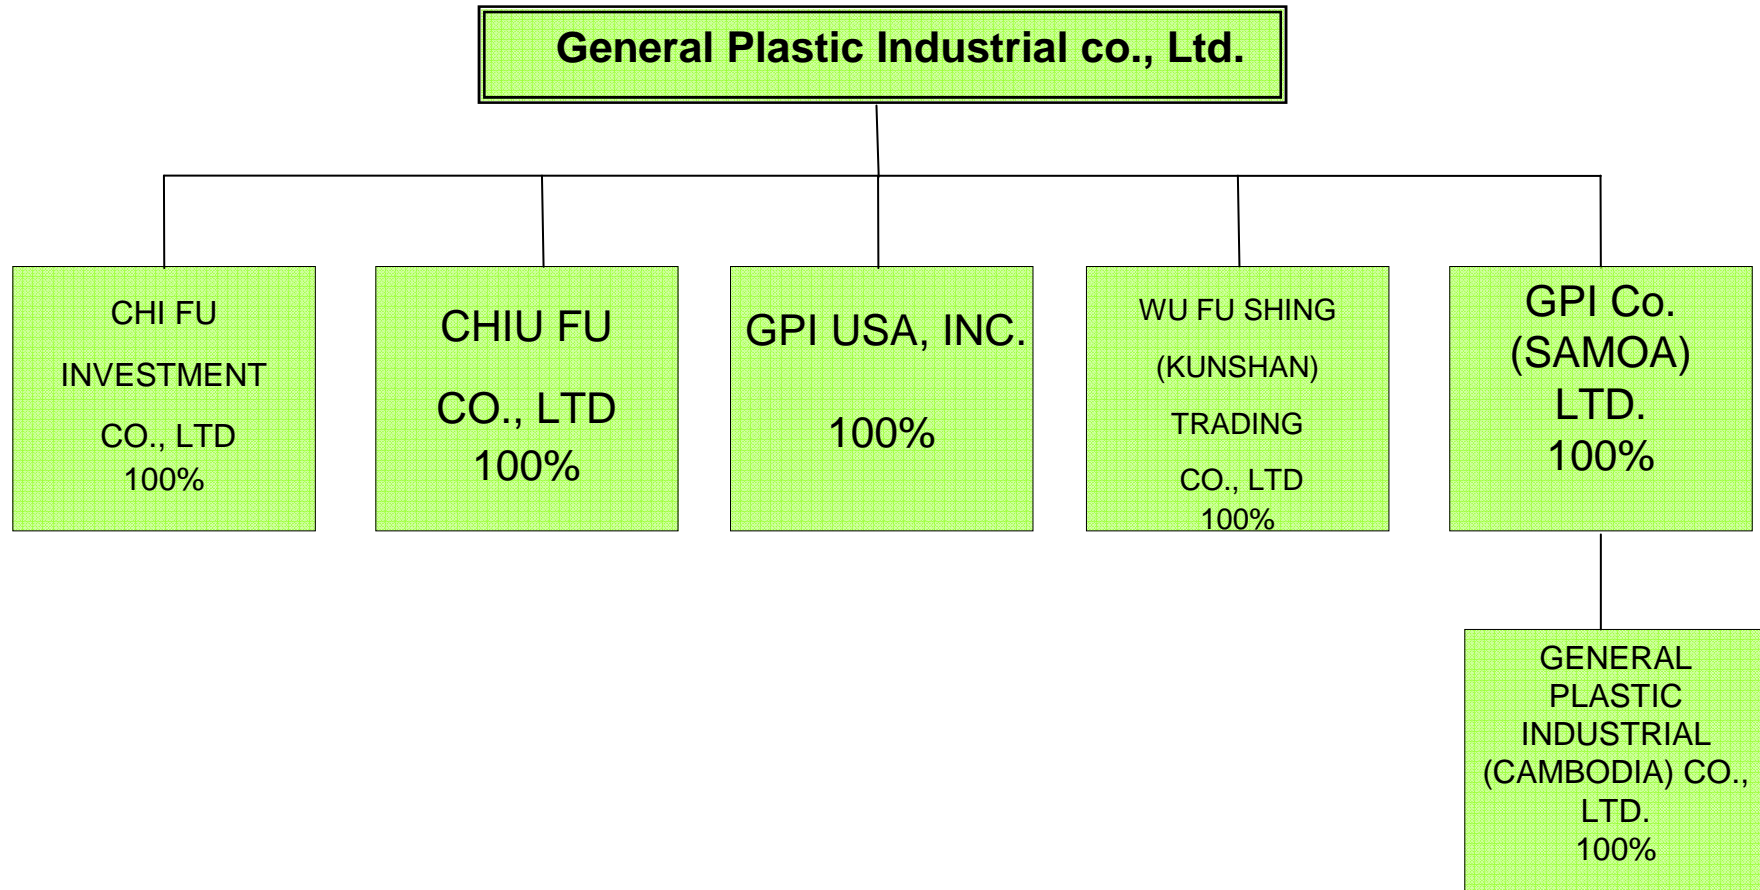 General Plastic Industrial co., Ltd.
CHI FU
INVESTMENT
CO., LTD
100%
CHIU FU
CO., LTD
100%
GPI USA, INC.
100%
WU FU SHING
(KUNSHAN)
TRADING
CO., LTD
100%
GPI Co.
(SAMOA)
LTD.
100%
GENERAL
PLASTIC
INDUSTRIAL
(CAMBODIA) CO.,
LTD.
100%